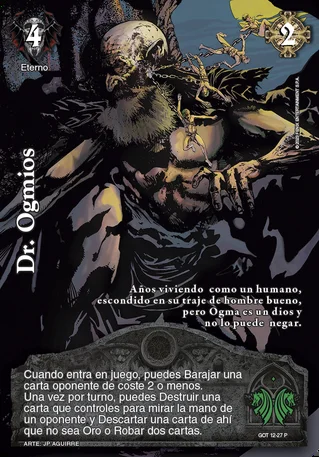 4
2
Eterno
Dr. Ogmios
Años viviendo como un humano,
escondido en su traje de hombre bueno,
pero Ogma es un dios y
no lo puede negar.
Cuando entra en juego, puedes Barajar una
carta oponente de coste 2 o menos.
Una vez por turno, puedes Destruir una
carta que controles para mirar la mano de
un oponente y Descartar una carta de ahí
que no sea Oro o Robar dos cartas.
ARTE: JP.AGUIRRE
GOT 12-27 P